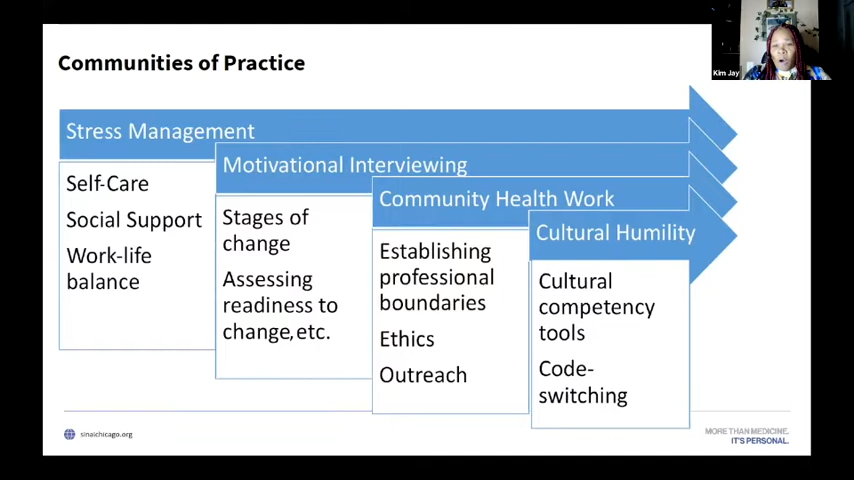 Communities of Practice
Kim Jay
Stress Management
Self-Care
Social Support
Work-life
balance
Motivational Interviewing
Stages of
change
Assessing
readiness to
change, etc.
Community Health Work
Establishing
professional
boundaries
Ethics
Outreach
Cultural Humility
Cultural
competency
tools
Code-
switching
sinaichicago.org
MORE THAN MEDICINE.
IT'S PERSONAL.